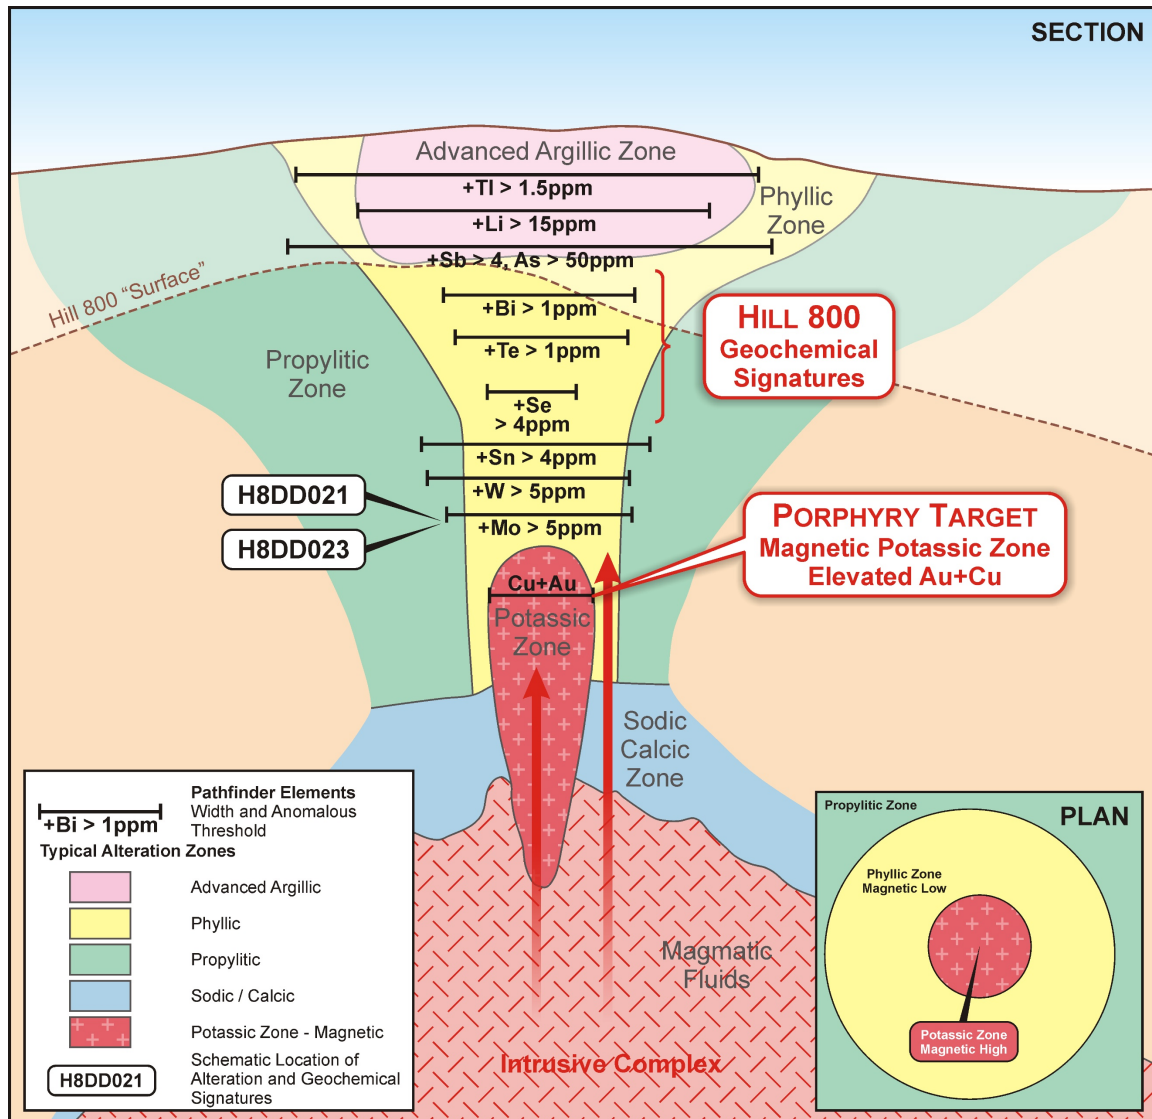 SECTION
Advanced Argillic Zone
+Tl > 1.5ppm
Phyllic
Zone
+Li > 15ppm
+Sb > 4, As > 50ppm
Hill 800 "Surface"
+Bi > 1ppm
HILL 800
Geochemical
Signatures
+Te > 1ppm
Propylitic
Zone
+Se
> 4ppm
+Sn > 4ppm
H8DD021
+W > 5ppm
H8DD023
+Mo > 5ppm
PORPHYRY TARGET
Magnetic Potassic Zone
Elevated Au+Cu
Cu+Au
Potassic
Zone
Sodic
Calcic
Zone
Magmatic
Fluids
Intrusive Complex
+Bi > 1ppm
Pathfinder Elements
Width and Anomalous
Threshold
Typical Alteration Zones
Advanced Argillic
Phyllic
Propylitic
Sodic / Calcic
Potassic Zone - Magnetic
H8DD021
Schematic Location of
Alteration and Geochemical
Signatures
Propylitic Zone
PLAN
Phyllic Zone
Magnetic Low
Potassic Zone
Magnetic High